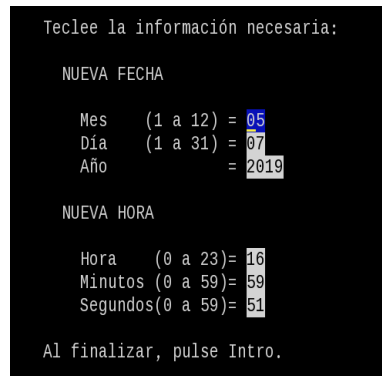 Teclee la información necesaria:
NUEVA FECHA
Mes (1 a 12) = 05
Día (1 a 31) = 07
Año = 2019
NUEVA HORA
Hora (0 a 23)= 16
Minutos (0 a 59)= 59
Segundos(0 a 59)= 51
Al finalizar, pulse Intro.